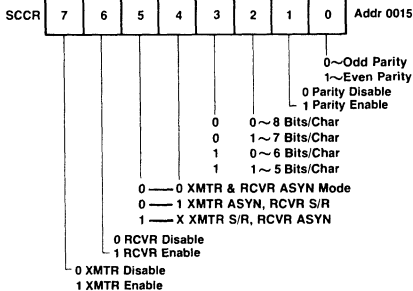 SCCR 7 6 5 4 3 2 1 0 Addr 0015
0~Odd Parity
1~Even Parity
0 Parity Disable
1 Parity Enable
0 0~8 Bits/Char
0 1~7 Bits/Char
1 0~6 Bits/Char
1 1~5 Bits/Char
0 — 0 XMTR & RCVR ASYN Mode
0 — 1 XMTR ASYN, RCVR S/R
1 — X XMTR S/R, RCVR ASYN
0 RCVR Disable
1 RCVR Enable
0 XMTR Disable
1 XMTR Enable